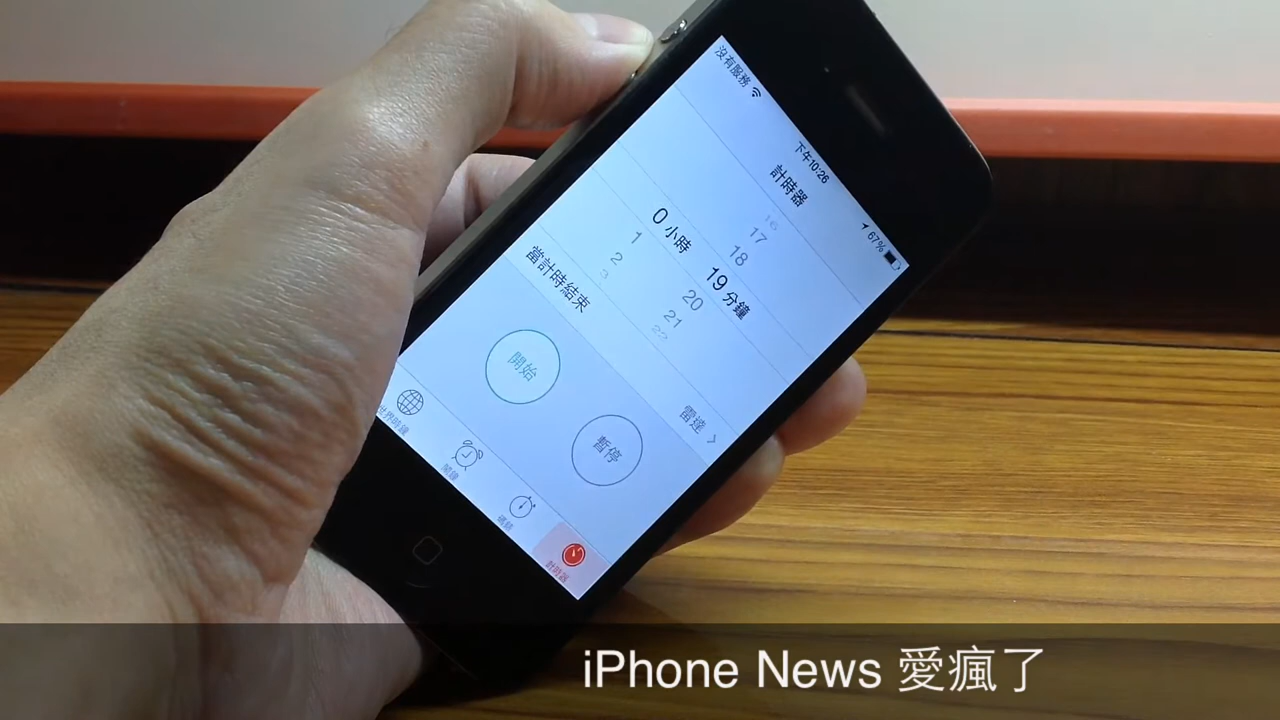 沒有服務
下午10:26
67%
計時器
16
17
18
0 小時
19 分鐘
1
20
2
21
3
22
當計時結束
雷達
開始
暫停
世界時鐘
鬧鐘
碼錶
計時器
iPhone News 愛瘋了